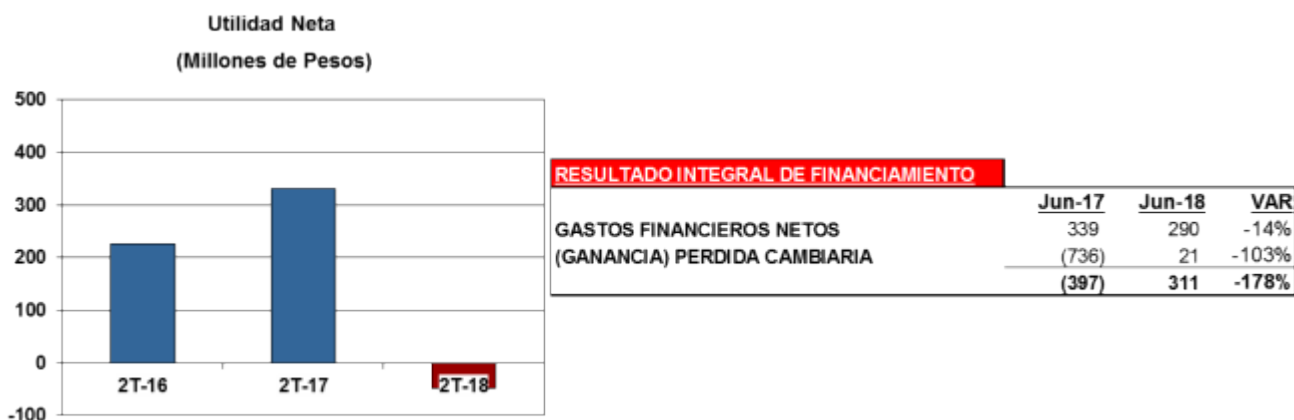 Utilidad Neta
(Millones de Pesos)
500
400
300
200
100
0
-100
2T-16 2T-17 2T-18
RESULTADO INTEGRAL DE FINANCIAMIENTO
Jun-17 Jun-18 VAR
GASTOS FINANCIEROS NETOS 339 290 -14%
(GANANCIA) PERDIDA CAMBIARIA (736) 21 -103%
(397) 311 -178%